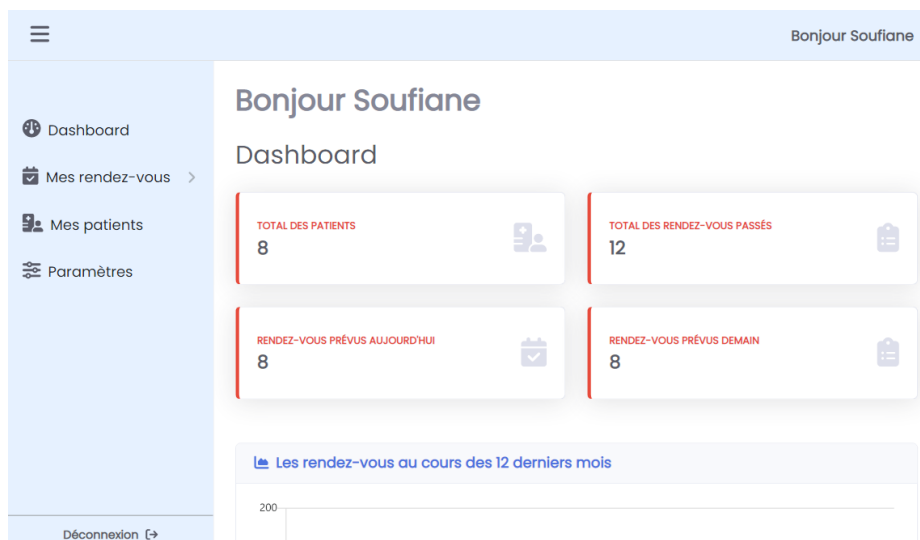 Bonjour Soufiane
Dashboard
Mes rendez-vous
Mes patients
Paramètres
Déconnexion
Bonjour Soufiane
Dashboard
TOTAL DES PATIENTS
8
TOTAL DES RENDEZ-VOUS PASSÉS
12
RENDEZ-VOUS PRÉVUS AUJOURD'HUI
8
RENDEZ-VOUS PRÉVUS DEMAIN
8
Les rendez-vous au cours des 12 derniers mois
200